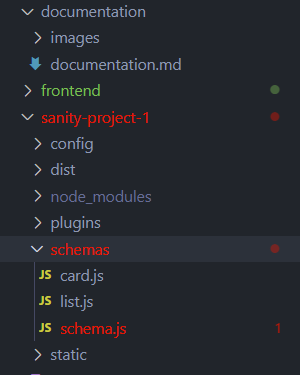 documentation
images
documentation.md
frontend
sanity-project-1
config
dist
node_modules
plugins
schemas
JS card.js
JS list.js
JS schema.js 1
static